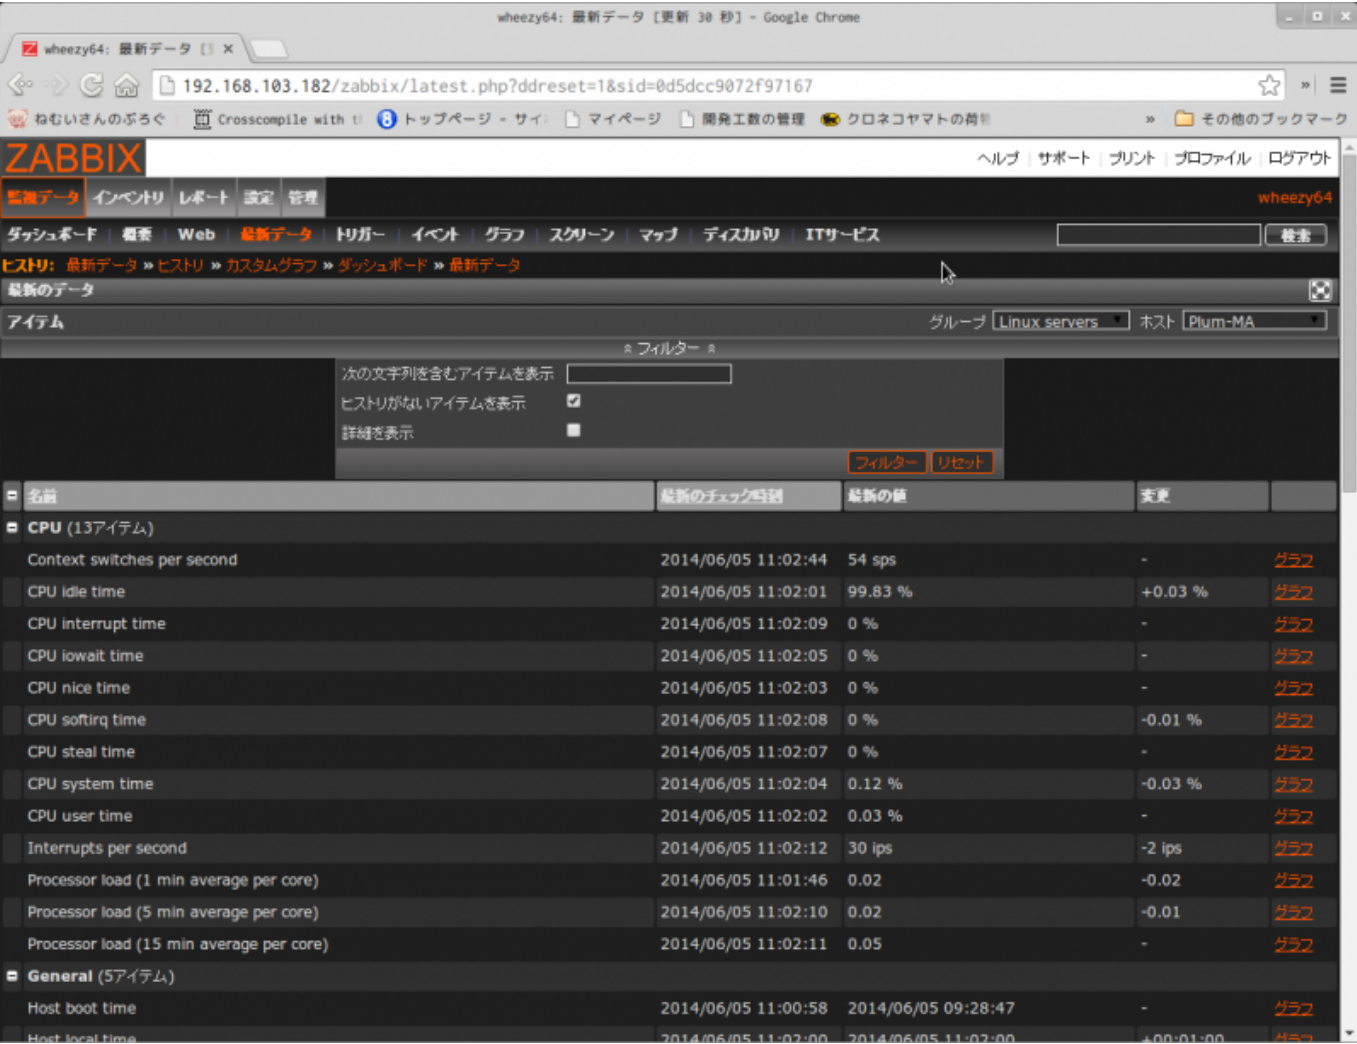 wheezy64: 最新データ [更新 30 秒] - Google Chrome
wheezy64: 最新データ [
192.168.103.182/zabbix/latest.php?ddreset=1&sid=0d5dcc9072f97167
ねむいさんのぶろぐ Crosscompile with t トップページ - サイ マイページ 開発工数の管理 クロネコヤマトの荷物 » その他のブックマーク
ZABBIX
ヘルプ サポート プリント プロファイル ログアウト
監視データ インベントリ レポート 設定 管理 wheezy64
ダッシュボード 概要 Web 最新データ トリガー イベント グラフ スクリーン マップ ディスカバリ ITサービス 検索
ヒストリ: 最新データ » ヒストリ » カスタムグラフ » ダッシュボード » 最新データ
最新のデータ
アイテム グループ Linux servers ホスト Plum-MA
フィルター
次の文字列を含むアイテムを表示
ヒストリがないアイテムを表示
詳細を表示
フィルター リセット
名前 最新のチェック時刻 最新の値 変更
CPU (13アイテム)
Context switches per second 2014/06/05 11:02:44 54 sps - グラフ
CPU idle time 2014/06/05 11:02:01 99.83 % +0.03 % グラフ
CPU interrupt time 2014/06/05 11:02:09 0 % - グラフ
CPU iowait time 2014/06/05 11:02:05 0 % - グラフ
CPU nice time 2014/06/05 11:02:03 0 % - グラフ
CPU softirq time 2014/06/05 11:02:08 0 % -0.01 % グラフ
CPU steal time 2014/06/05 11:02:07 0 % - グラフ
CPU system time 2014/06/05 11:02:04 0.12 % -0.03 % グラフ
CPU user time 2014/06/05 11:02:02 0.03 % - グラフ
Interrupts per second 2014/06/05 11:02:12 30 ips -2 ips グラフ
Processor load (1 min average per core) 2014/06/05 11:01:46 0.02 -0.02 グラフ
Processor load (5 min average per core) 2014/06/05 11:02:10 0.02 -0.01 グラフ
Processor load (15 min average per core) 2014/06/05 11:02:11 0.05 - グラフ
General (5アイテム)
Host boot time 2014/06/05 11:00:58 2014/06/05 09:28:47 - グラフ
Host local time 2014/06/05 11:02:00 2014/06/05 11:02:00 +00:01:00 グラフ